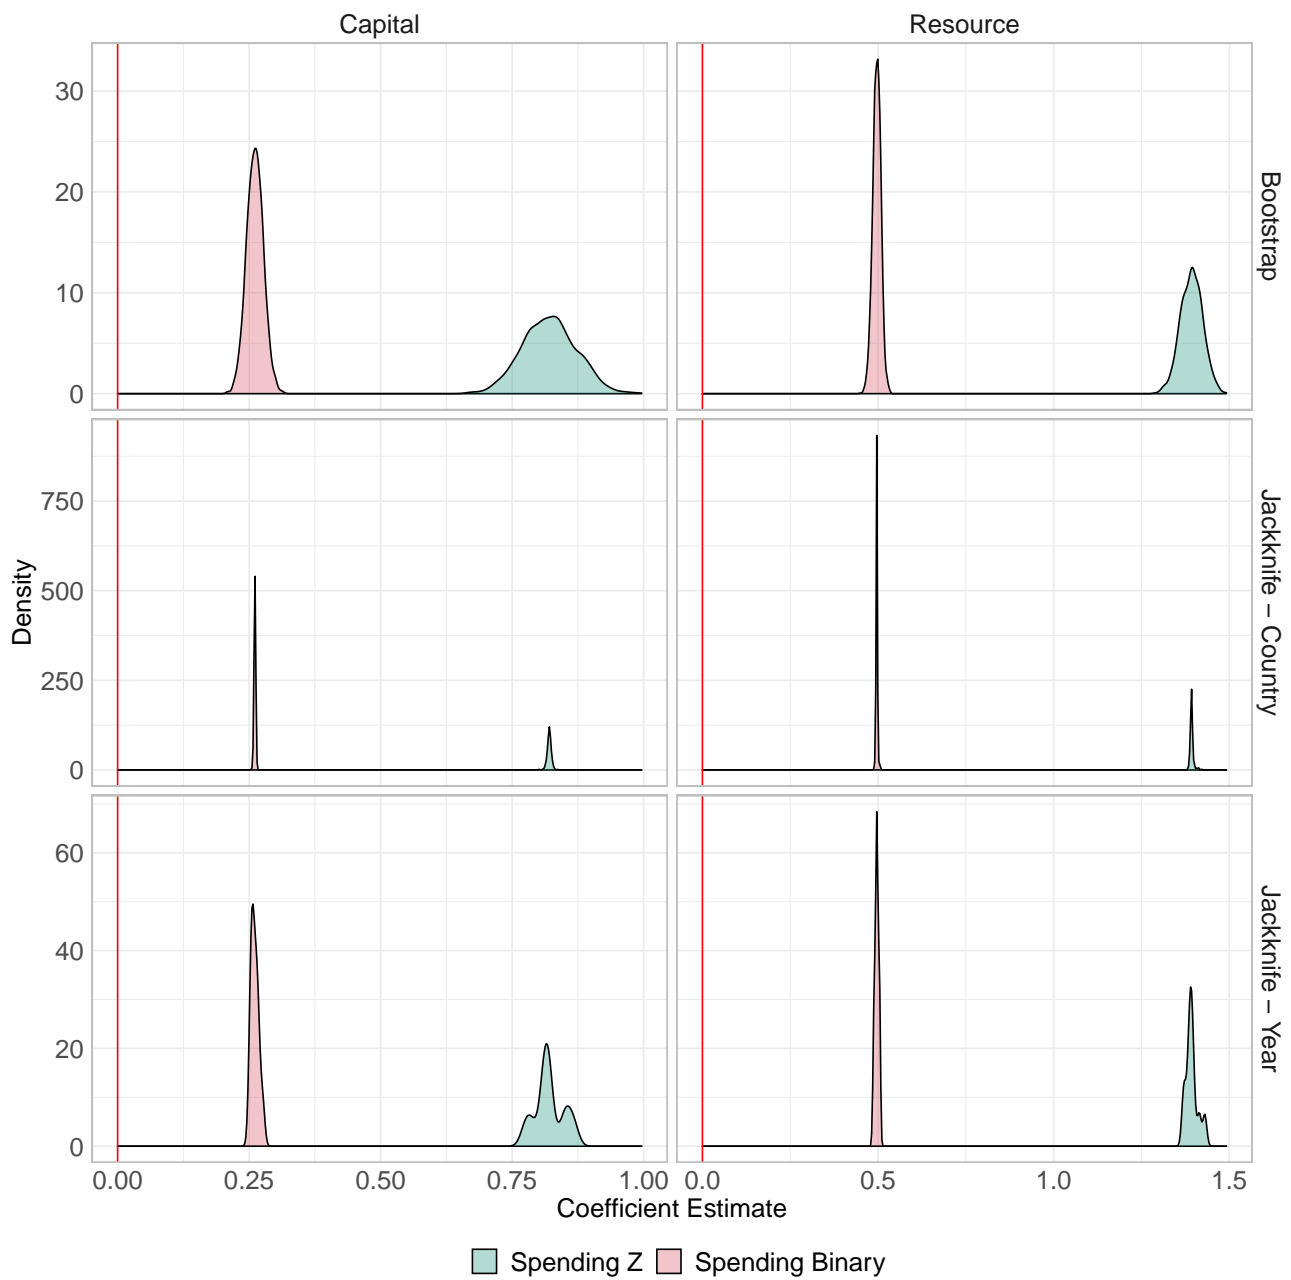 Capital Resource
30
20
10
0
Bootstrap
750
500
250
0
Jackknife – Country
60
40
20
0
Jackknife – Year
Density
0.00 0.25 0.50 0.75 1.00 0.0 0.5 1.0 1.5
Coefficient Estimate
Spending Z Spending Binary